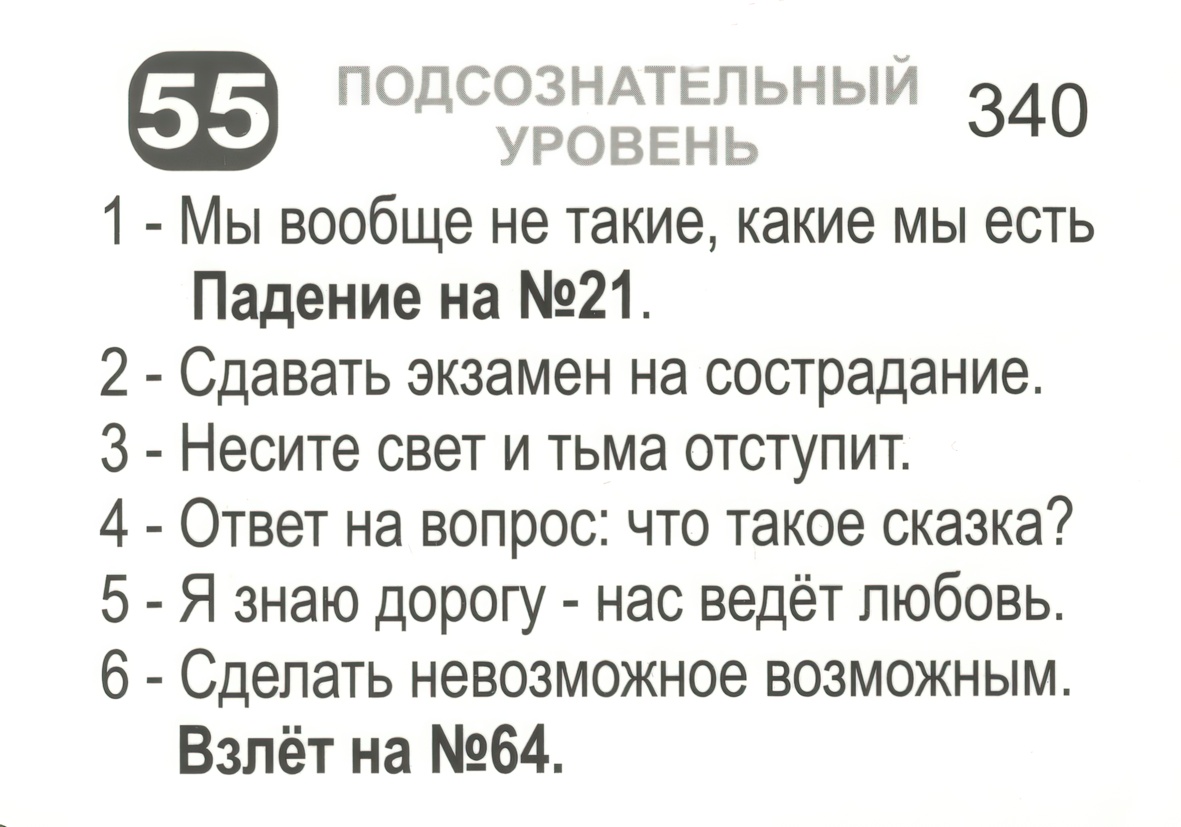 55 ПОДСОЗНАТЕЛЬНЫЙ УРОВЕНЬ 340
1 - Мы вообще не такие, какие мы есть
Падение на №21.
2 - Сдавать экзамен на сострадание.
3 - Несите свет и тьма отступит.
4 - Ответ на вопрос: что такое сказка?
5 - Я знаю дорогу - нас ведёт любовь.
6 - Сделать невозможное возможным.
Взлёт на №64.